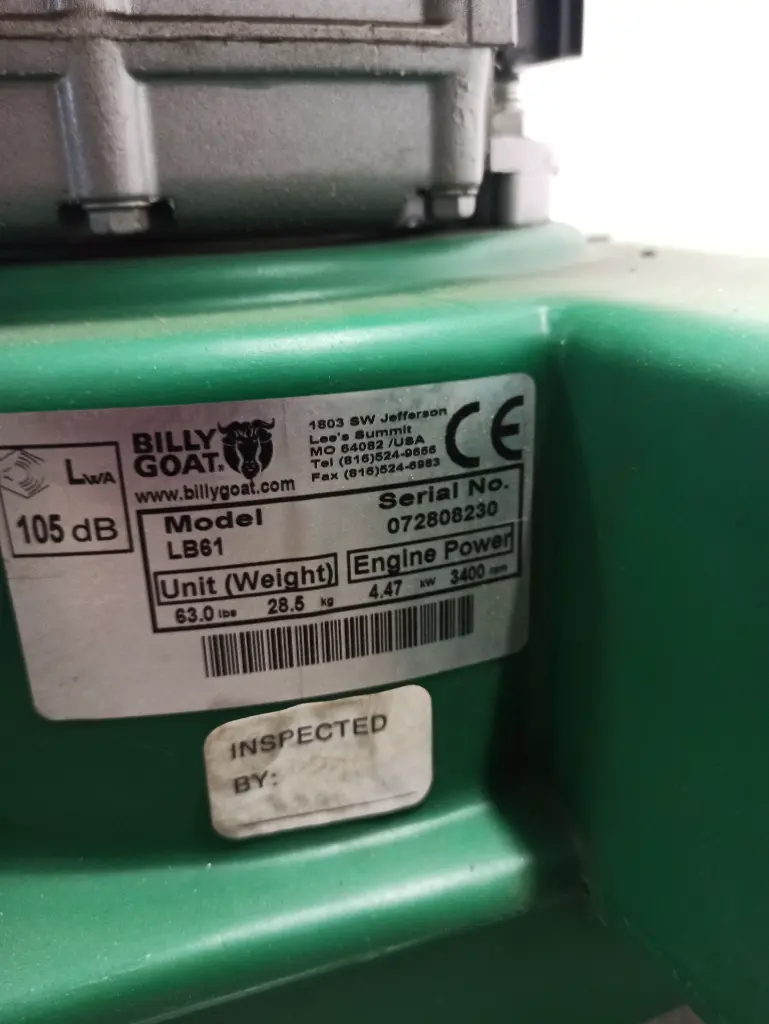 LWA
105 dB
BILLY
GOAT®
www.billygoat.com
1803 SW Jefferson
Lee's Summit
MO 64082 /USA
Tel (816)524-9666
Fax (816)524-6983
CE
Model
LB61
Serial No.
072808230
Unit (Weight)
63.0 lbs 28.5 kg
Engine Power
4.47 kW 3400 rpm
INSPECTED
BY: